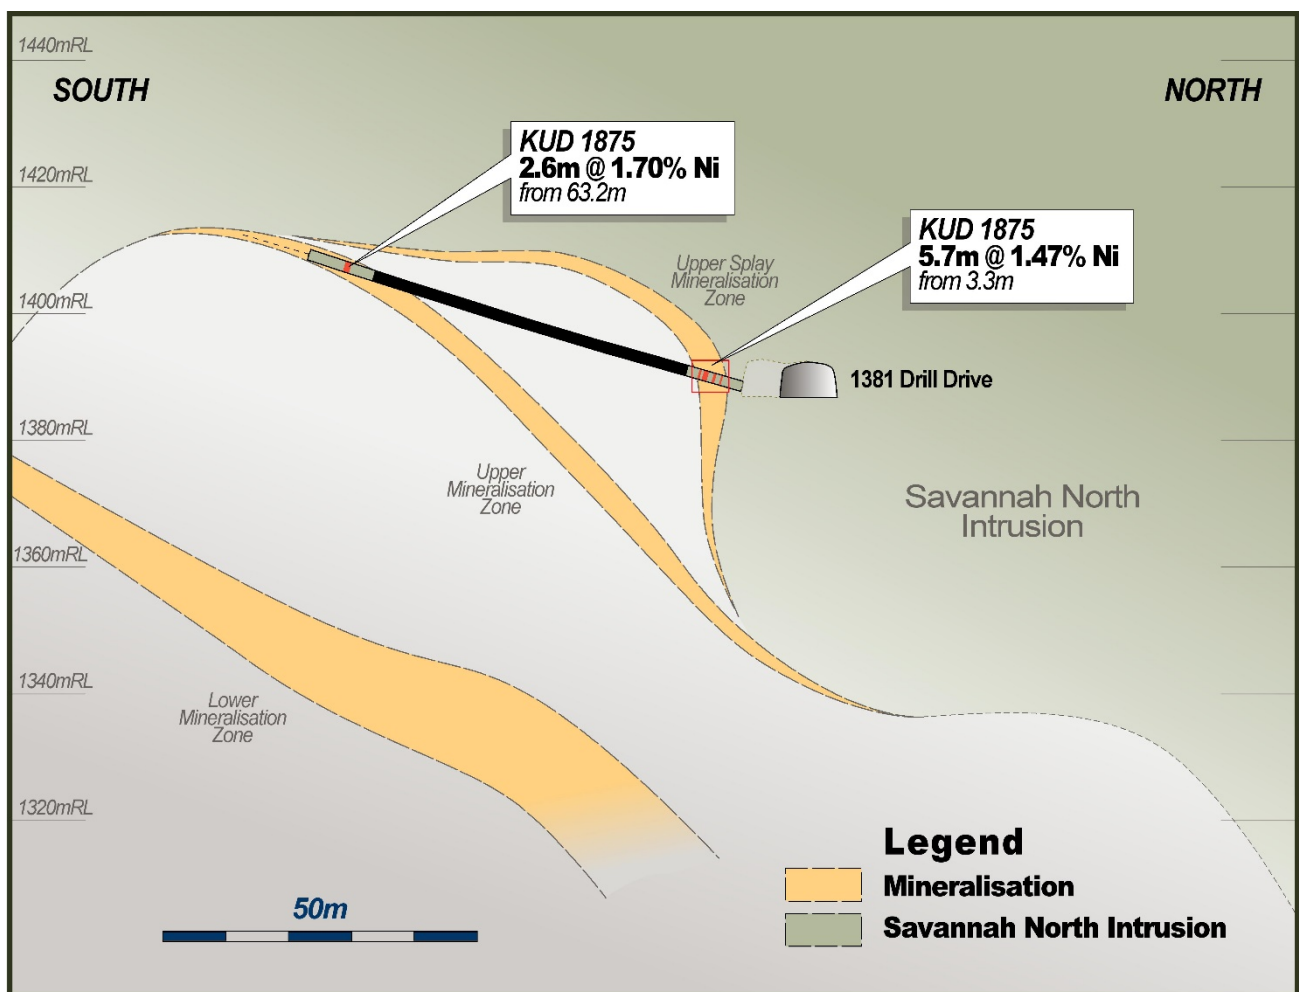 1440mRL
SOUTH
NORTH
KUD 1875
2.6m @ 1.70% Ni
from 63.2m
1420mRL
KUD 1875
5.7m @ 1.47% Ni
from 3.3m
Upper Splay
Mineralisation
Zone
1400mRL
1381 Drill Drive
1380mRL
Upper
Mineralisation
Zone
Savannah North
Intrusion
1360mRL
1340mRL
Lower
Mineralisation
Zone
1320mRL
Legend
Mineralisation
Savannah North Intrusion
50m